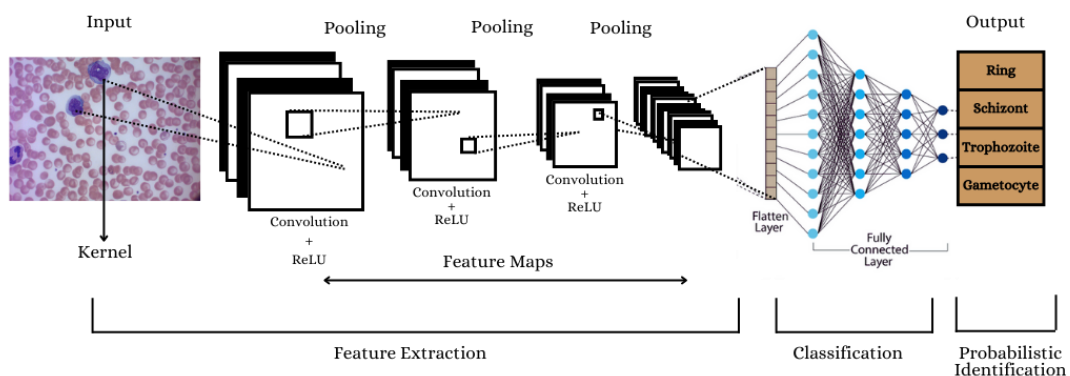 Input
Pooling
Pooling
Pooling
Output
Ring
Schizont
Trophozoite
Gametocyte
Convolution
+
ReLU
Convolution
+
ReLU
Convolution
+
ReLU
Flatten
Layer
Fully
Connected
Layer
Kernel
Feature Maps
Feature Extraction
Classification
Probabilistic
Identification